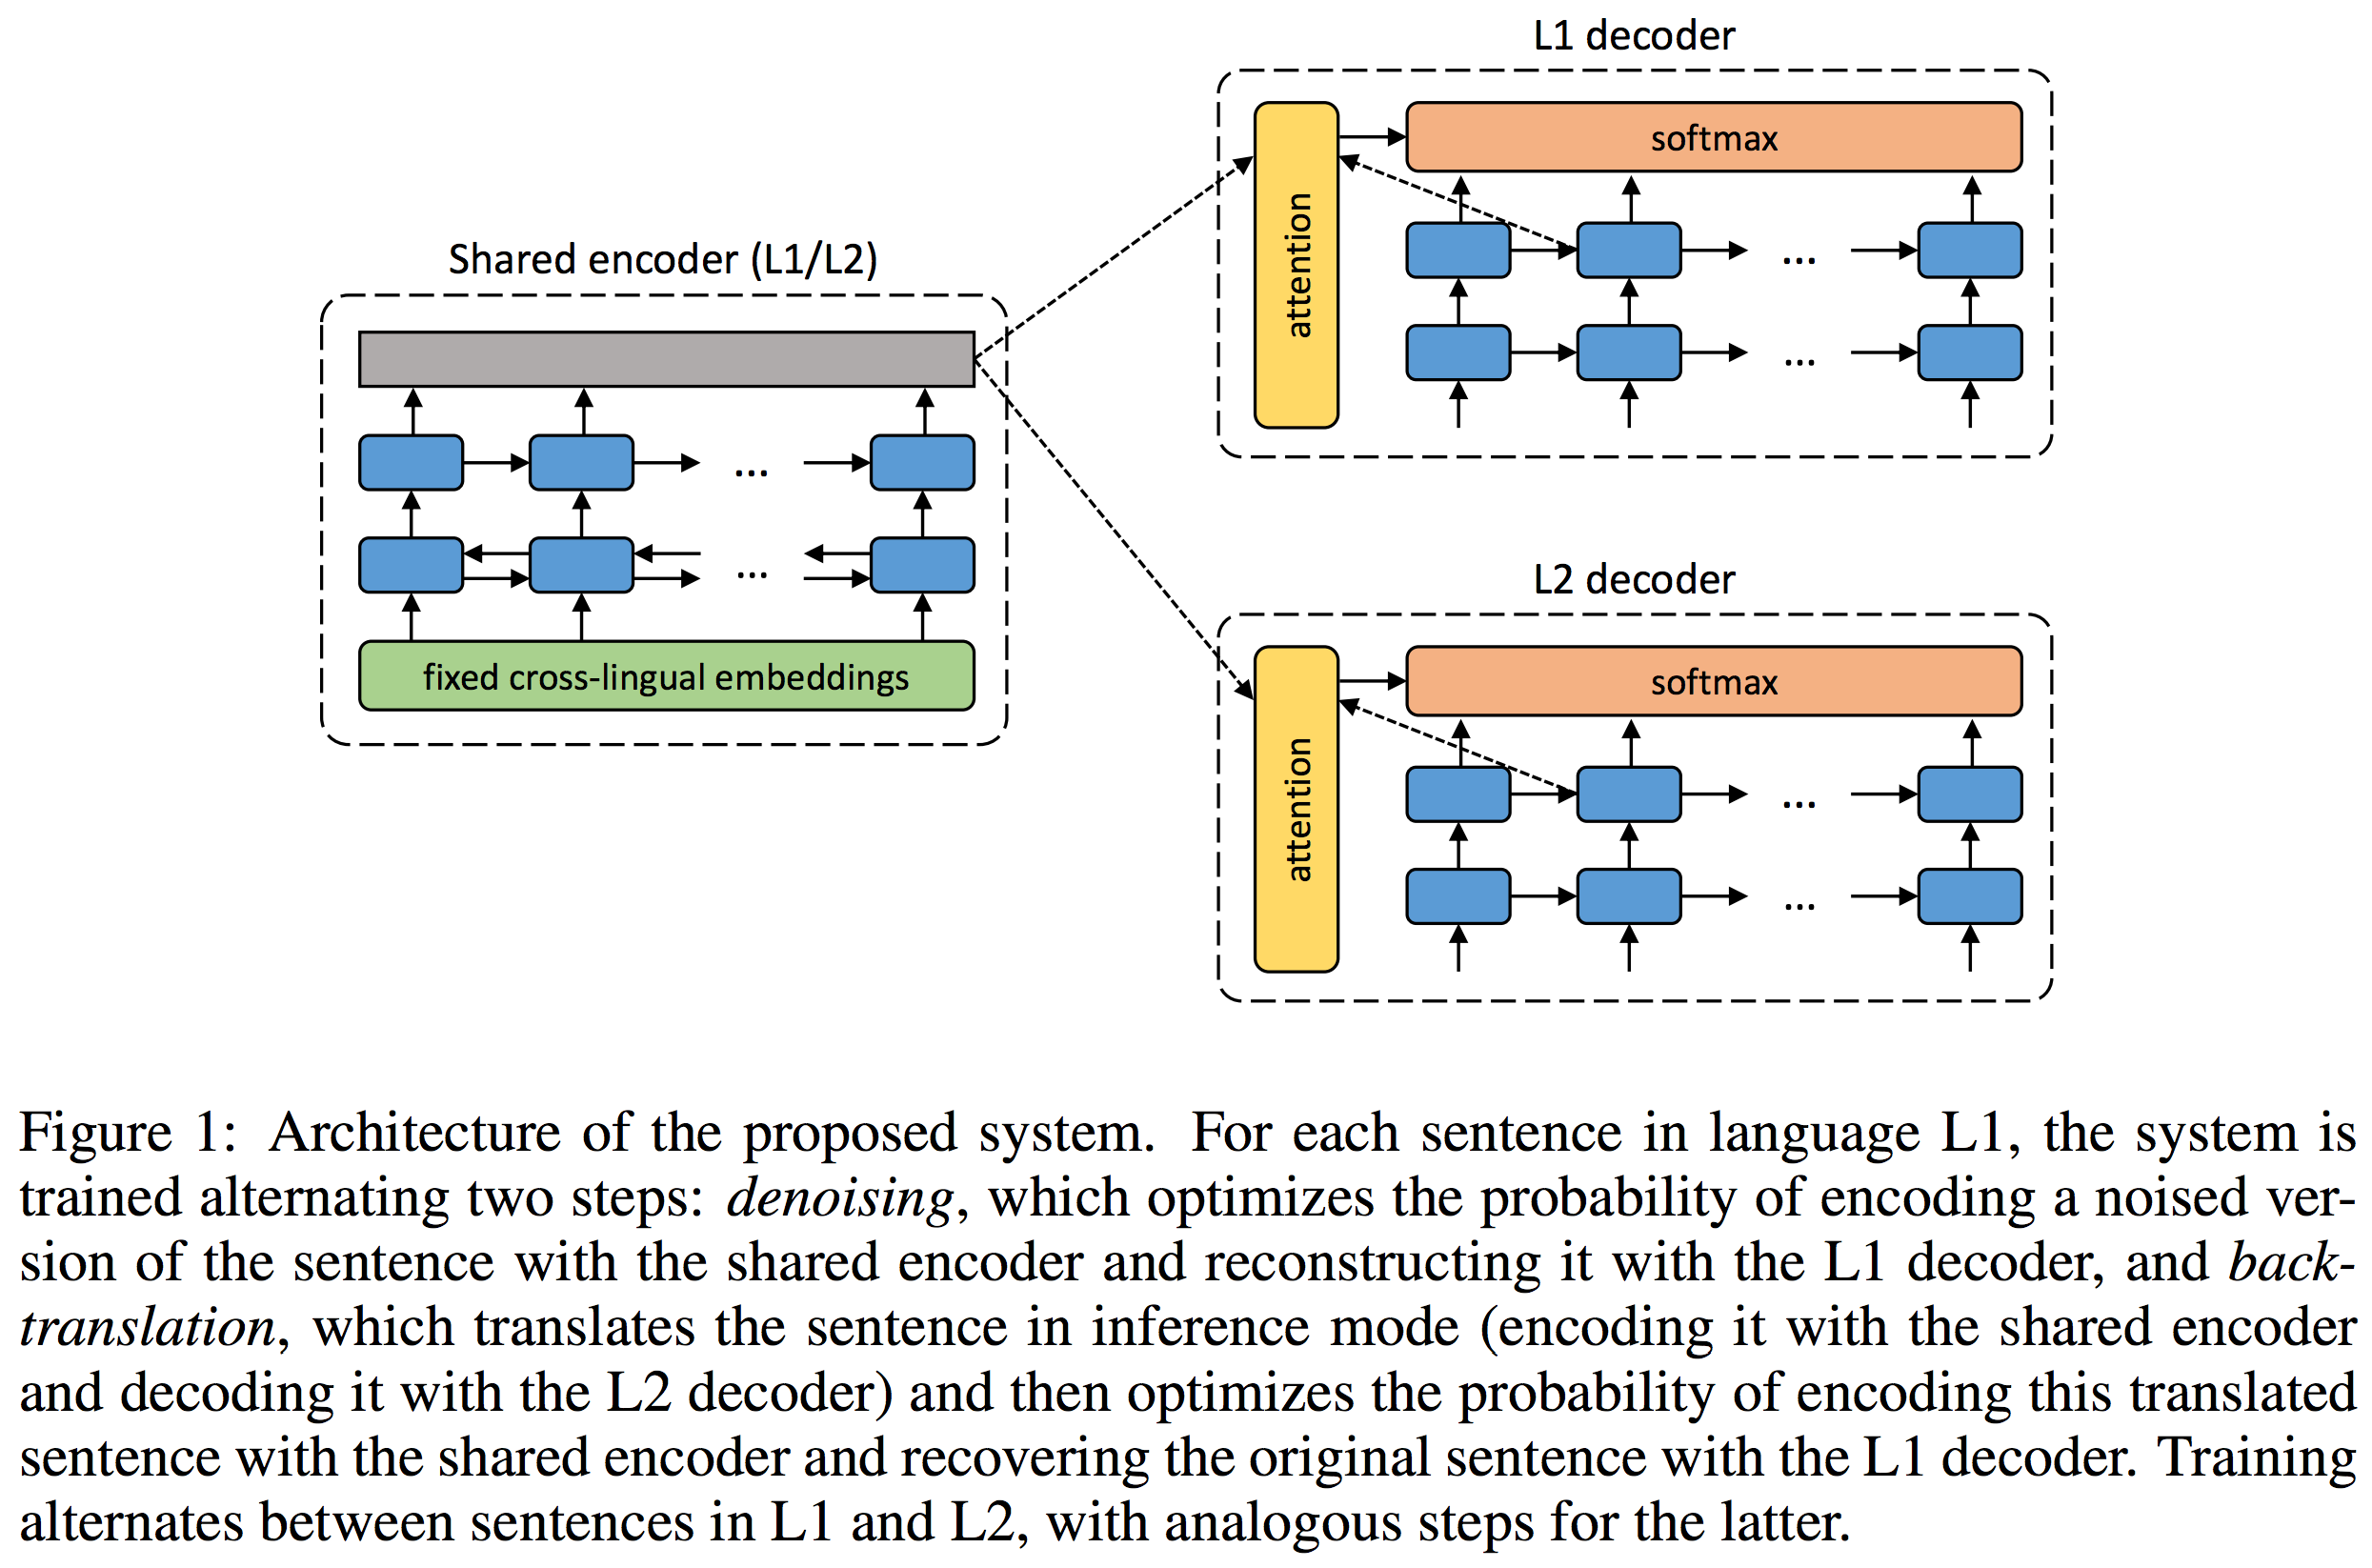 L1 decoder
softmax
attention
...
...
Shared encoder (L1/L2)
...
...
fixed cross-lingual embeddings
L2 decoder
softmax
attention
...
...
Figure 1: Architecture of the proposed system. For each sentence in language L1, the system is
trained alternating two steps: denoising, which optimizes the probability of encoding a noised ver-
sion of the sentence with the shared encoder and reconstructing it with the L1 decoder, and back-
translation, which translates the sentence in inference mode (encoding it with the shared encoder
and decoding it with the L2 decoder) and then optimizes the probability of encoding this translated
sentence with the shared encoder and recovering the original sentence with the L1 decoder. Training
alternates between sentences in L1 and L2, with analogous steps for the latter.